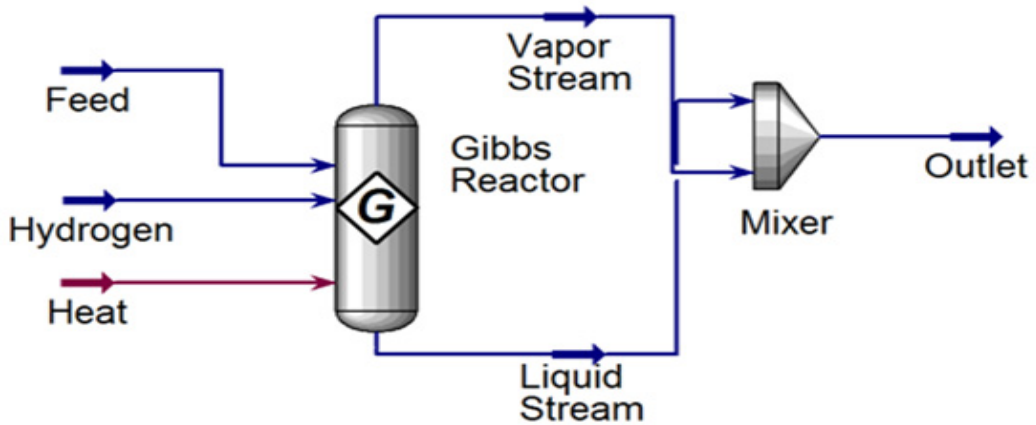 Vapor
Stream
Feed
Gibbs
Reactor
G
Outlet
Hydrogen
Mixer
Heat
Liquid
Stream